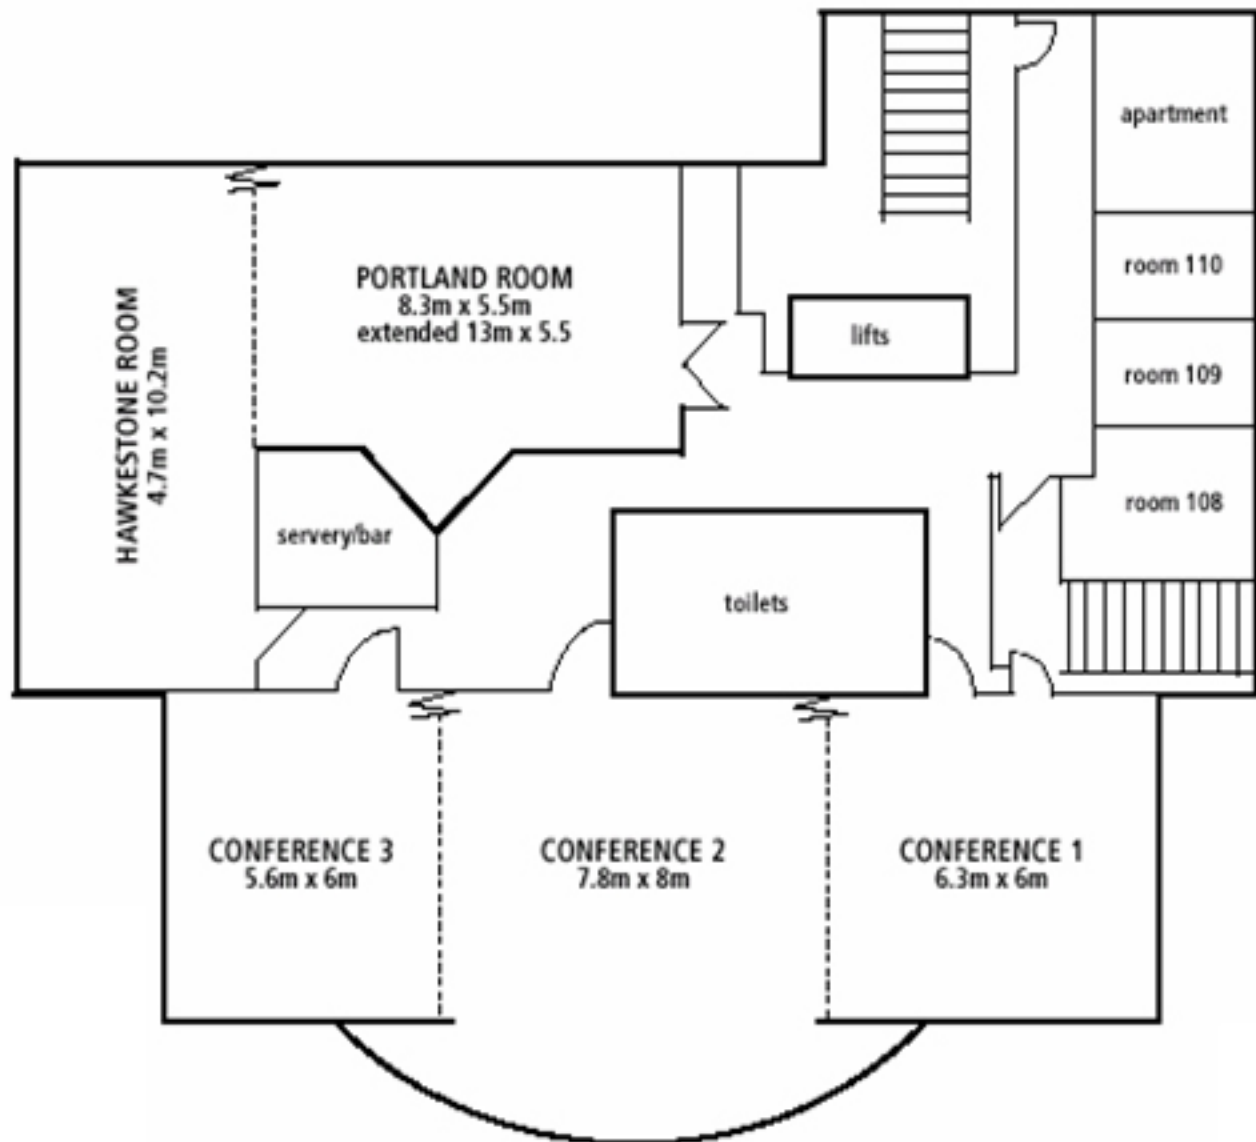 apartment
room 110
PORTLAND ROOM
8.3m x 5.5m
extended 13m x 5.5
lifts
room 109
HAWKESTONE ROOM
4.7m x 10.2m
room 108
servery/bar
toilets
CONFERENCE 3
5.6m x 6m
CONFERENCE 2
7.8m x 8m
CONFERENCE 1
6.3m x 6m